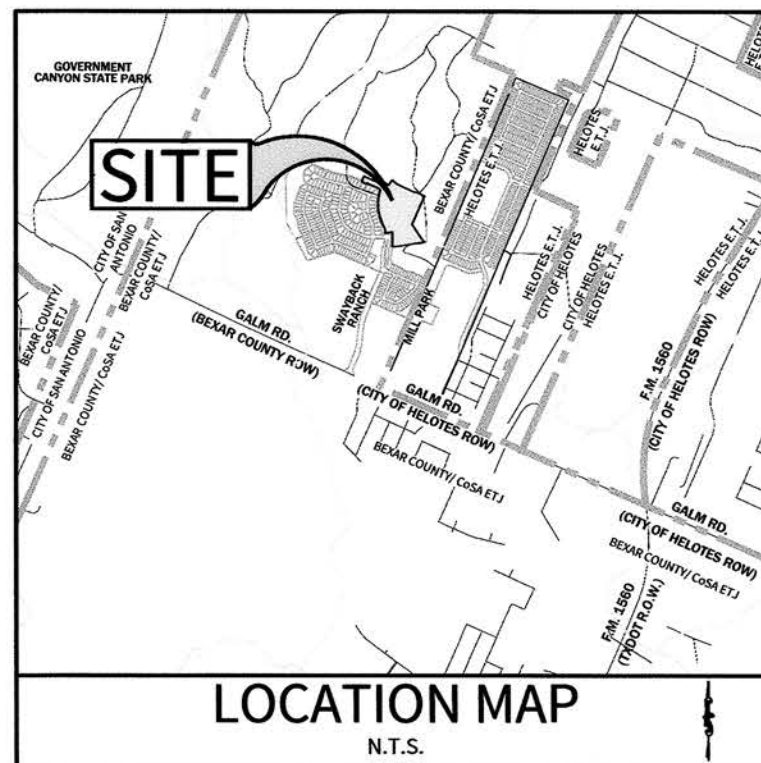 GOVERNMENT
CANYON STATE PARK
SITE
BEXAR COUNTY/ CoSA ETJ
HELOTES E.T.J.
HELOTES
E.T.J.
HELOTES
E.T.J.
CITY OF SAN
ANTONIO
BEXAR COUNTY/
CoSA ETJ
BEXAR COUNTY/
CoSA ETJ
CITY OF SAN ANTONIO
BEXAR COUNTY/ CoSA ETJ
SWAYBACK
RANCH
MILL PARK
GALM RD.
(BEXAR COUNTY ROW)
GALM RD.
(CITY OF HELOTES ROW)
BEXAR COUNTY/ CoSA ETJ
HELOTES E.T.J.
CITY OF HELOTES
CITY OF HELOTES
HELOTES E.T.J.
HELOTES E.T.J.
HELOTES E.T.J.
F.M. 1560
(CITY OF HELOTES ROW)
GALM RD.
(CITY OF HELOTES ROW)
BEXAR COUNTY/ CoSA ETJ
F.M. 1560
(TXDOT R.O.W.)
LOCATION MAP
N.T.S.